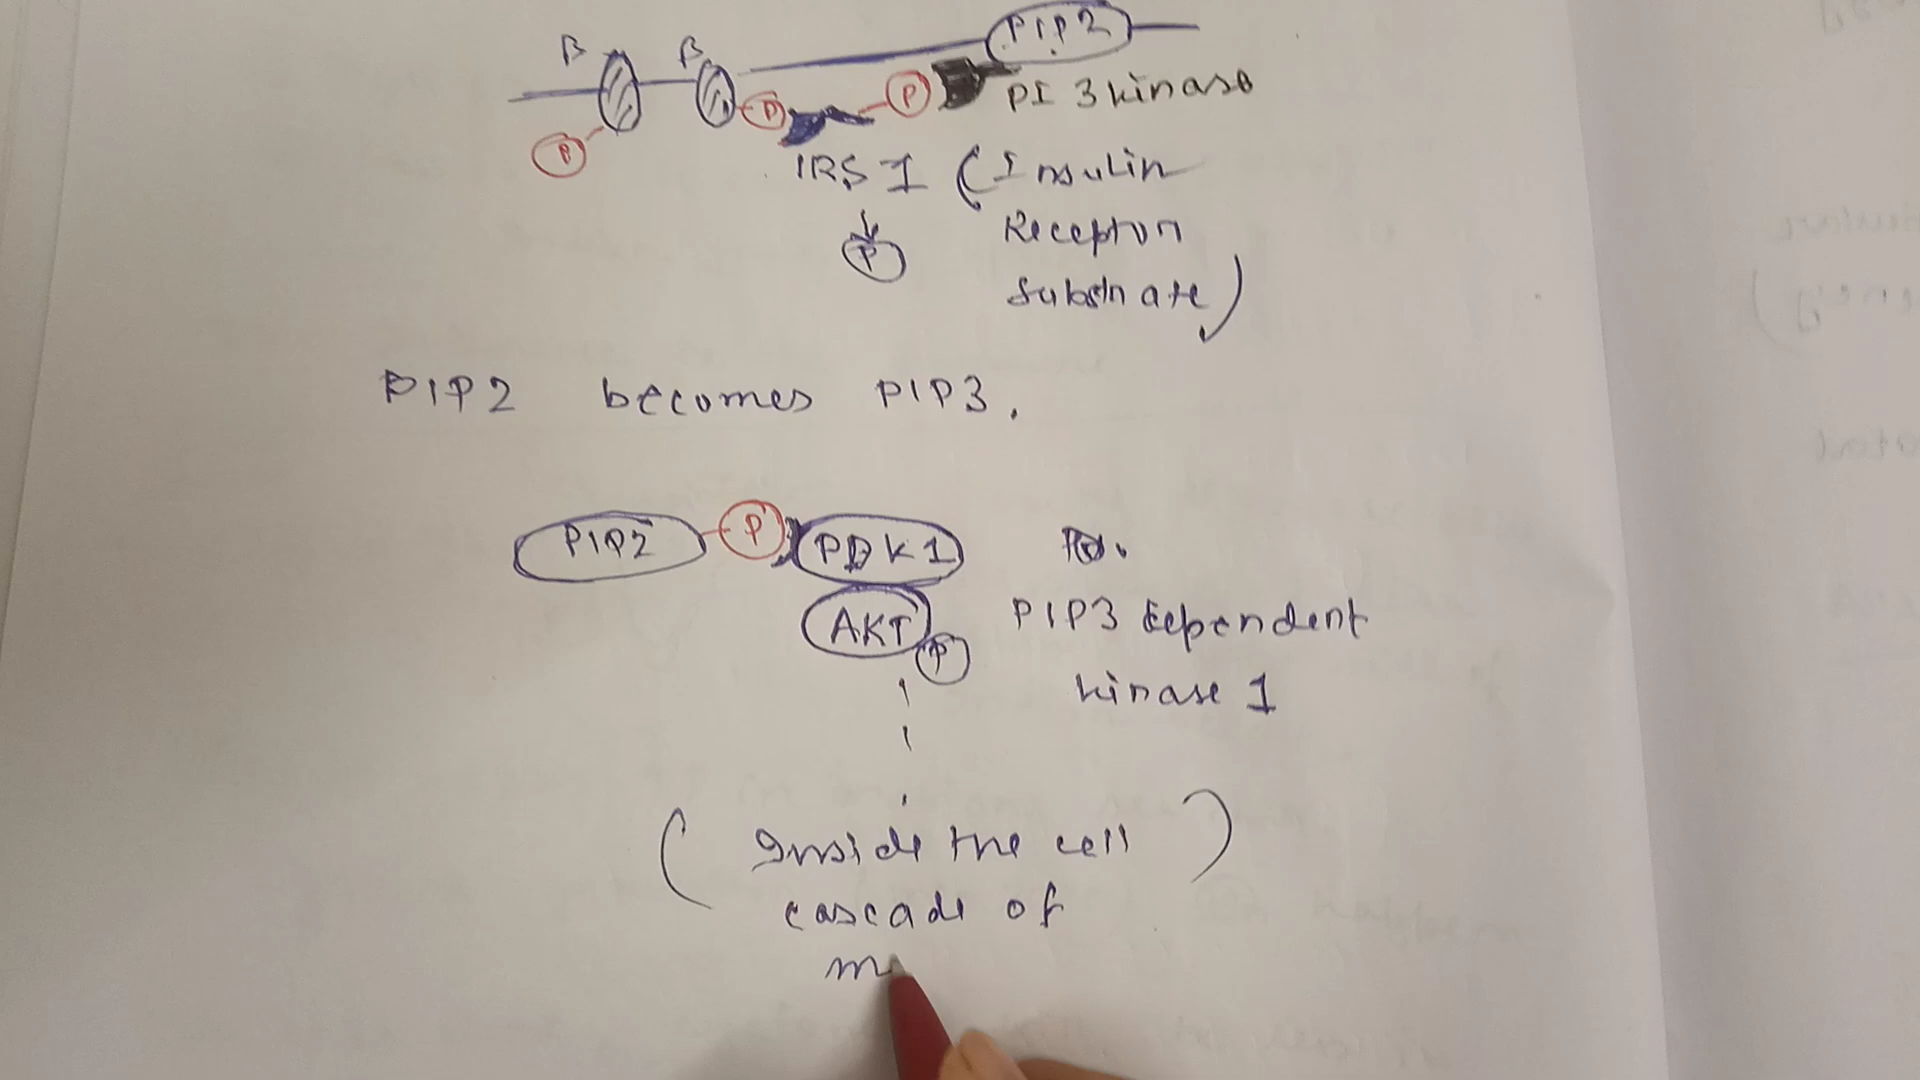 β β PIP2
P P P PI 3 kinase
IRS 1 (Insulin
P Receptor
Substrate)
PIP2 becomes PIP3.
PIP2 P PDK1
AKT P PIP3 dependent
kinase 1
(Inside the cell)
cascade of
m